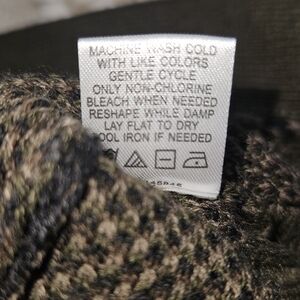 MACHINE WASH COLD
WITH LIKE COLORS
GENTLE CYCLE
ONLY NON-CHLORINE
BLEACH WHEN NEEDED
RESHAPE WHILE DAMP
LAY FLAT TO DRY
COOL IRON IF NEEDED